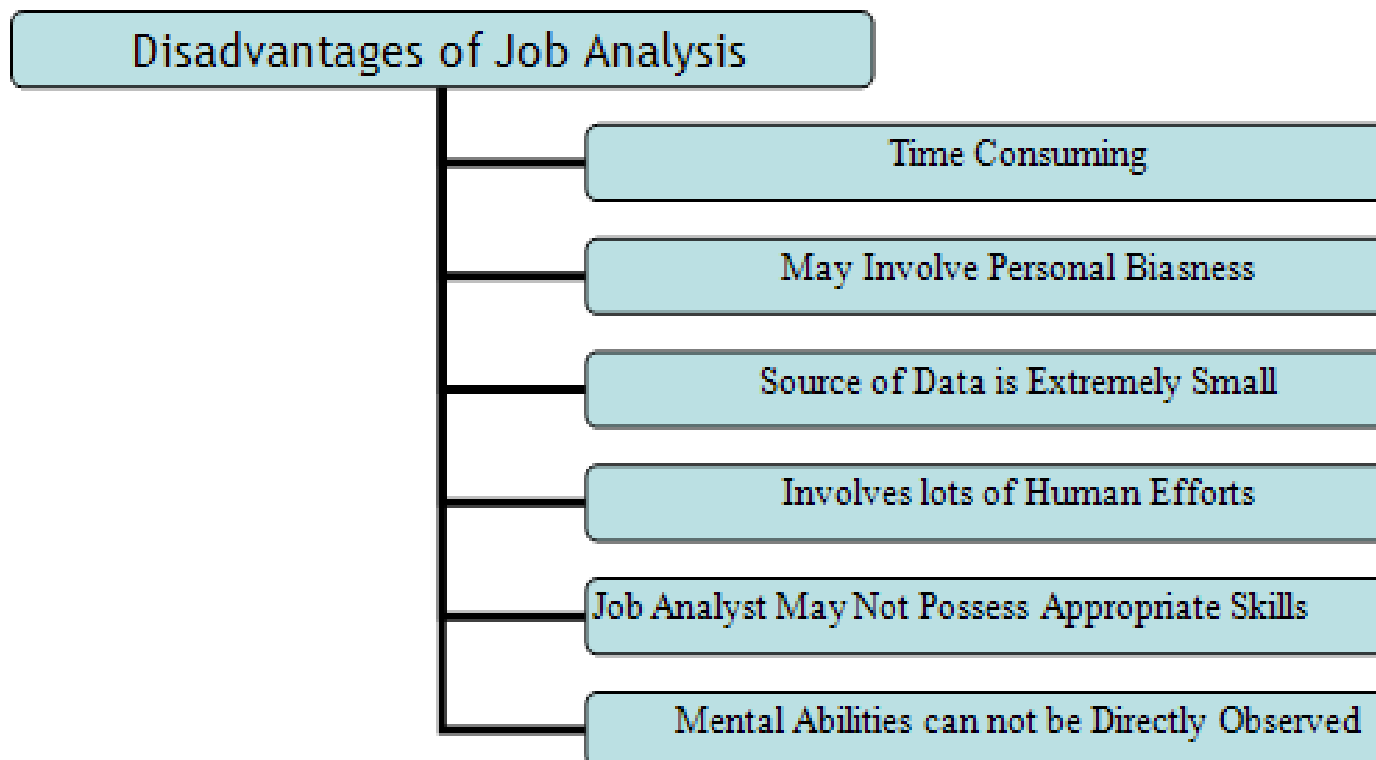 Disadvantages of Job Analysis
Time Consuming
May Involve Personal Biasness
Source of Data is Extremely Small
Involves lots of Human Efforts
Job Analyst May Not Possess Appropriate Skills
Mental Abilities can not be Directly Observed